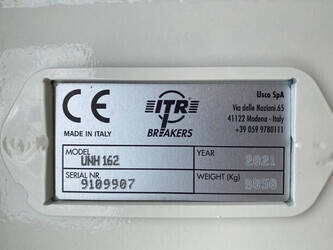 CE
MADE IN ITALY
ITR
BREAKERS
Usco SpA
Via delle Nazioni.65
41122 Modena - Italy
+39 059 9780111
MODEL
UNH 162
YEAR
2021
SERIAL NR.
9109907
WEIGHT (Kg)